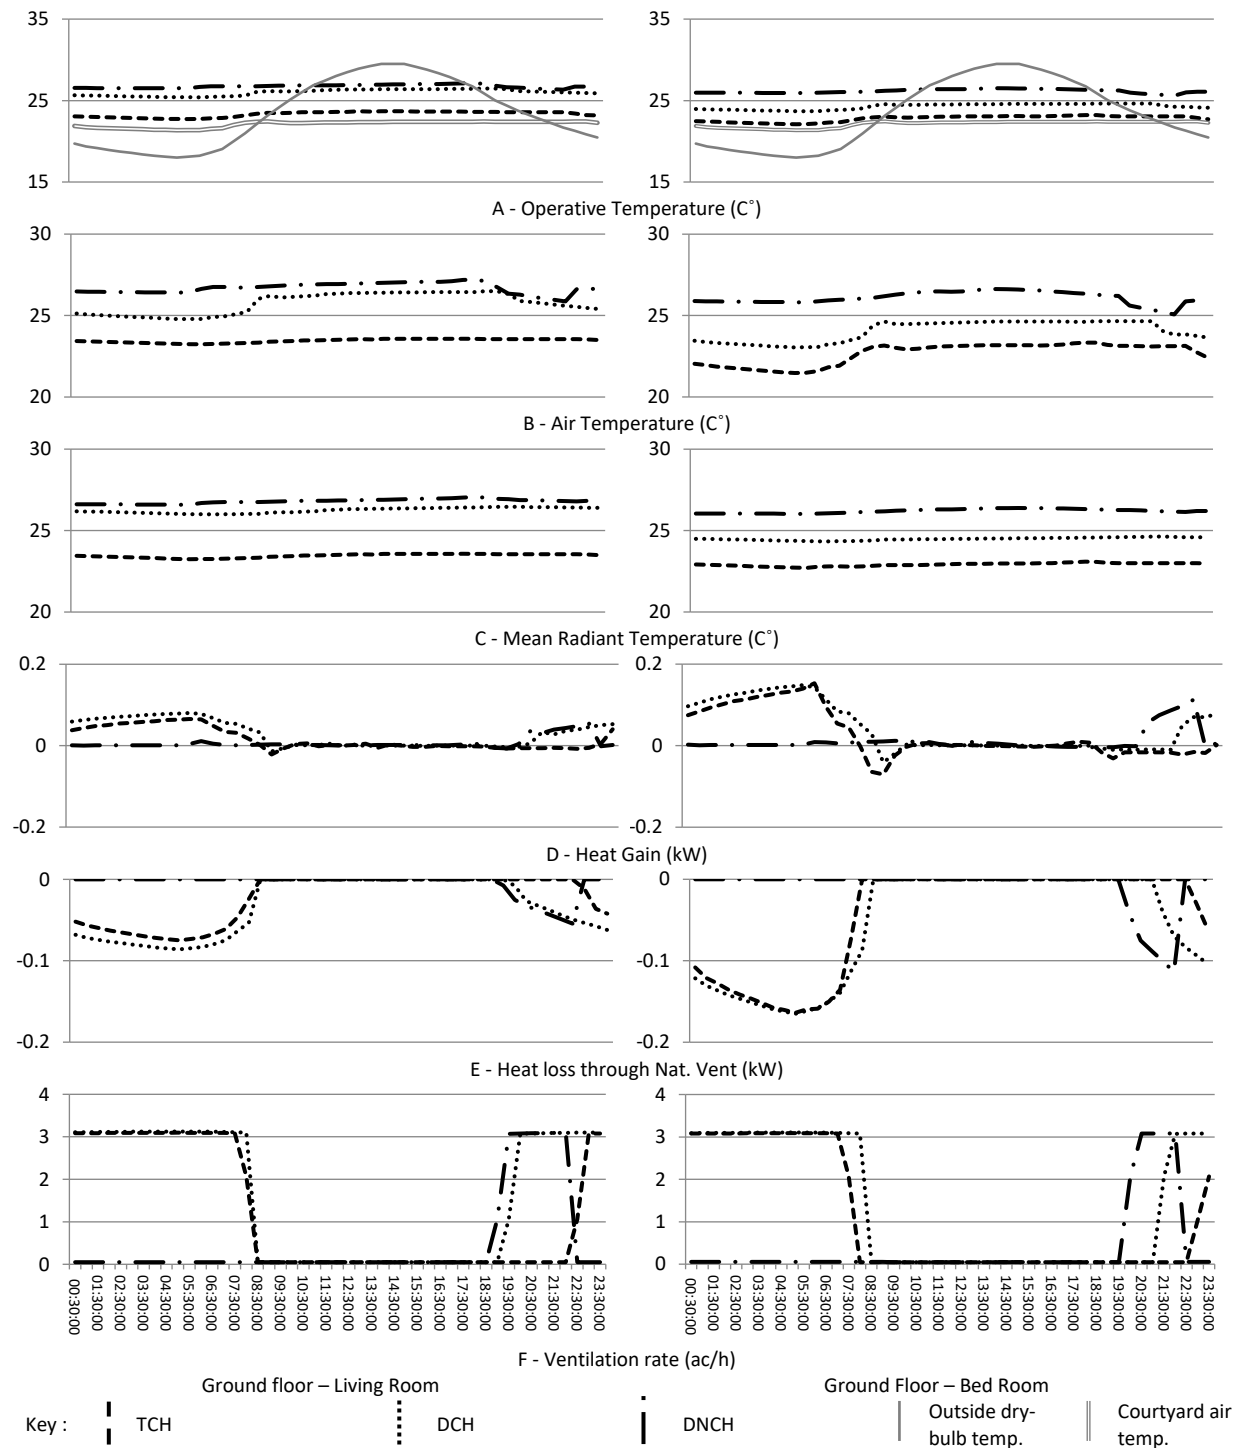 35 35
25 25
15 15
A - Operative Temperature (C˚)
30 30
25 25
20 20
B - Air Temperature (C˚)
30 30
25 25
20 20
C - Mean Radiant Temperature (C˚)
0.2 0.2
0 0
-0.2 -0.2
D - Heat Gain (kW)
0 0
-0.1 -0.1
-0.2 -0.2
E - Heat loss through Nat. Vent (kW)
4 4
3 3
2 2
1 1
0 0
00:30:00 01:30:00 02:30:00 03:30:00 04:30:00 05:30:00 06:30:00 07:30:00 08:30:00 09:30:00 10:30:00 11:30:00 12:30:00 13:30:00 14:30:00 15:30:00 16:30:00 17:30:00 18:30:00 19:30:00 20:30:00 21:30:00 22:30:00 23:30:00
00:30:00 01:30:00 02:30:00 03:30:00 04:30:00 05:30:00 06:30:00 07:30:00 08:30:00 09:30:00 10:30:00 11:30:00 12:30:00 13:30:00 14:30:00 15:30:00 16:30:00 17:30:00 18:30:00 19:30:00 20:30:00 21:30:00 22:30:00 23:30:00
F - Ventilation rate (ac/h)
Ground floor – Living Room Ground Floor – Bed Room
Key : TCH DCH DNCH Outside dry- Courtyard air
bulb temp. temp.